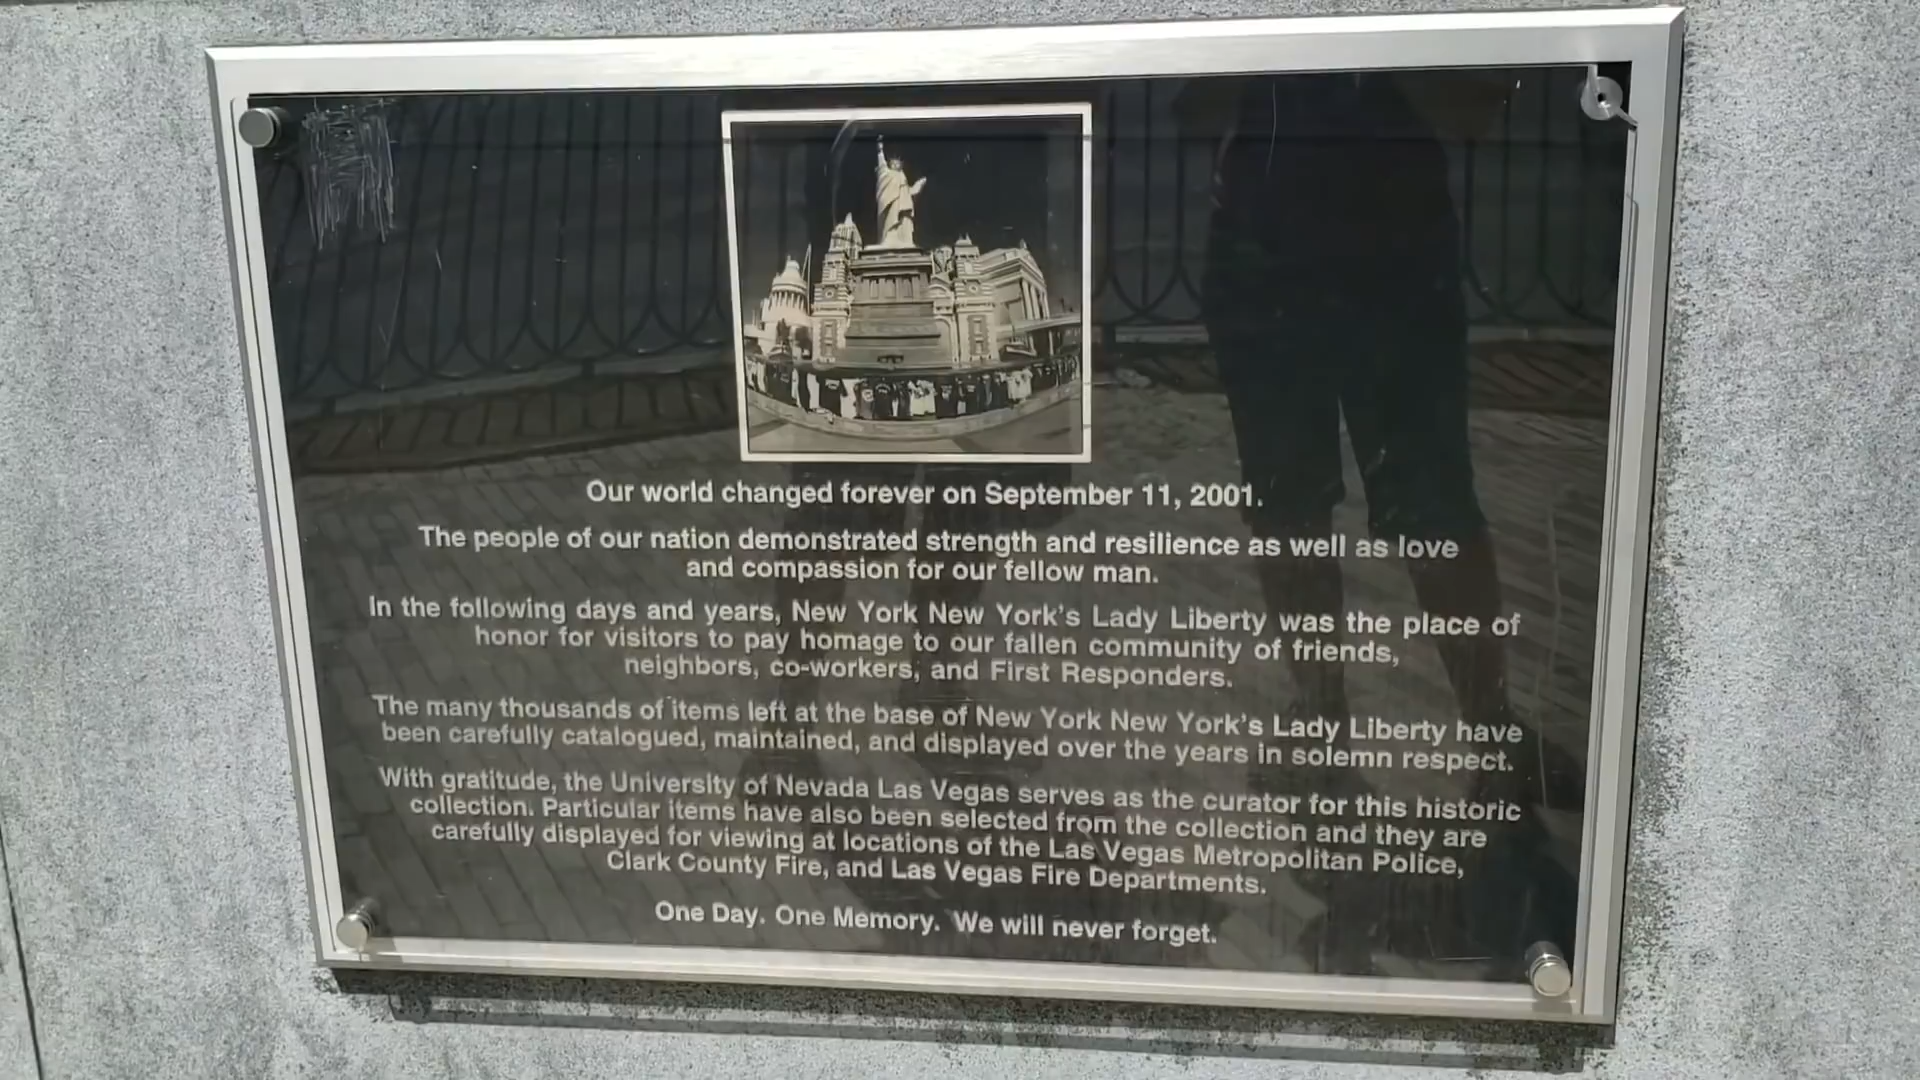 Our world changed forever on September 11, 2001.
The people of our nation demonstrated strength and resilience as well as love
and compassion for our fellow man.
In the following days and years, New York New York's Lady Liberty was the place of
honor for visitors to pay homage to our fallen community of friends,
neighbors, co-workers, and First Responders.
The many thousands of items left at the base of New York New York's Lady Liberty have
been carefully catalogued, maintained, and displayed over the years in solemn respect.
With gratitude, the University of Nevada Las Vegas serves as the curator for this historic
collection. Particular items have also been selected from the collection and they are
carefully displayed for viewing at locations of the Las Vegas Metropolitan Police,
Clark County Fire, and Las Vegas Fire Departments.
One Day. One Memory. We will never forget.